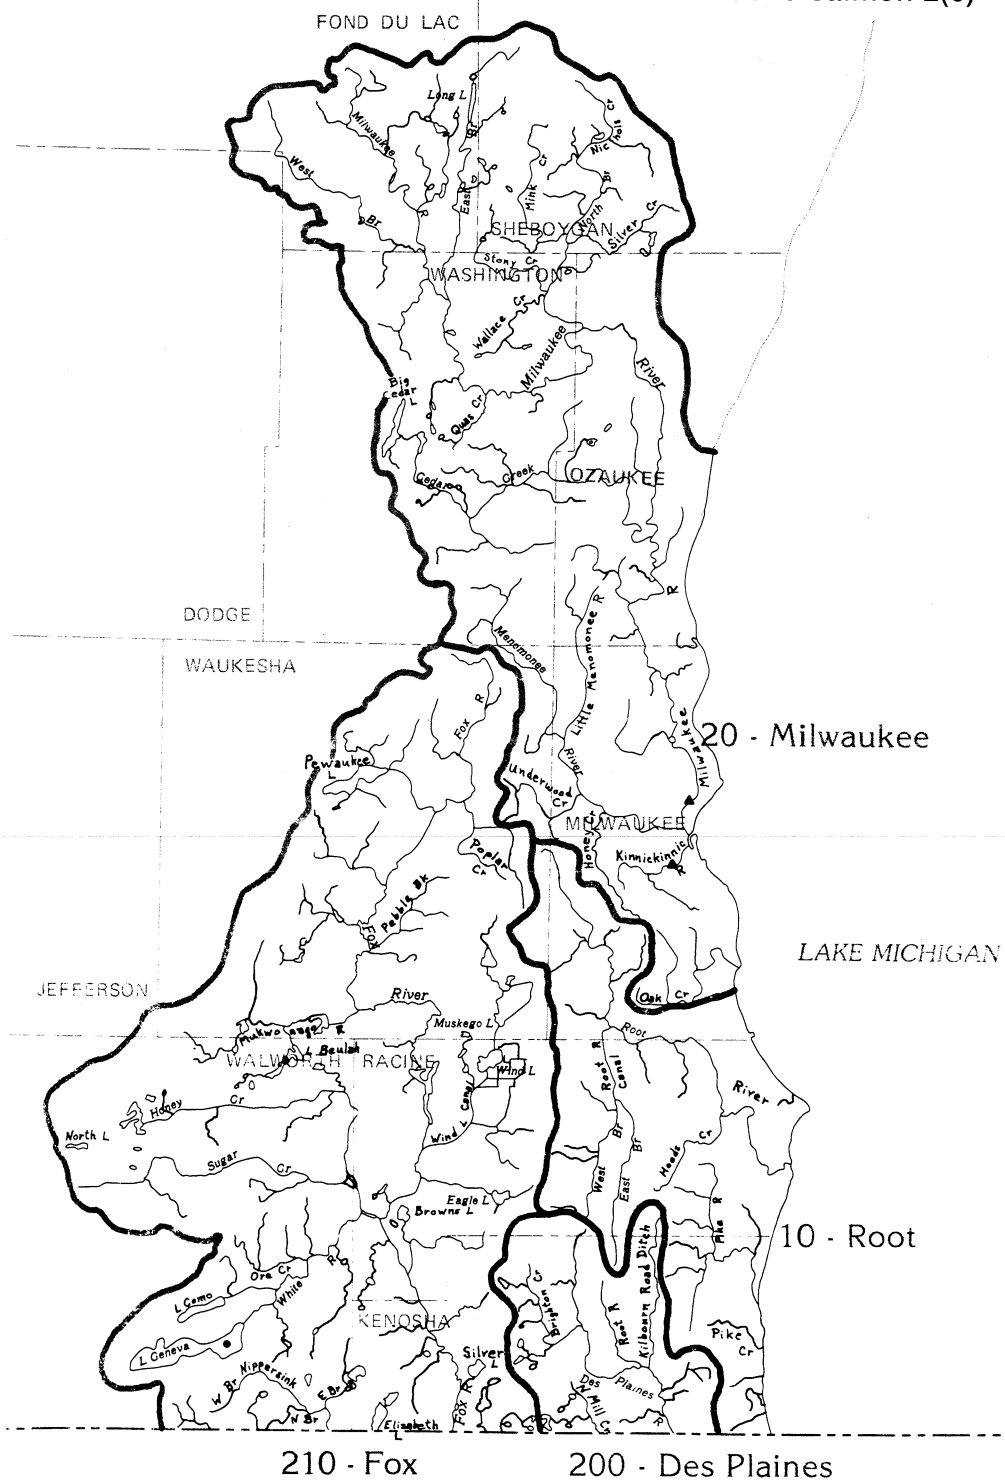 FOND DU LAC
Long L
Milwaukee
Nichols Cr
West
Br
R
East
Br
Mink Cr
North
Br
Silver Cr
SHEBOYGAN
Stony Cr
WASHINGTON
Wallace Cr
Milwaukee
River
Big
Cedar
L
Quas Cr
Cedar
Creek
OZAUKEE
DODGE
R
Menomonee
Little Menomonee R
WAUKESHA
Fox R
Milwaukee
20 - Milwaukee
River
Pewaukee
L
Underwood
Cr
MILWAUKEE
Honey Cr
Kinnickinnic
R
Poplar
Cr
Pebble Bk
Fox
LAKE MICHIGAN
JEFFERSON
River
Oak Cr
Muskego L
Mukwonago R
L Beulah
Root
WALWORTH
RACINE
Wind L
Root R
Canal
River
Honey Cr
Wind L Canal
North L
Hoods Cr
Sugar Cr
West
Br
East
Br
Eagle L
Browns L
Pike R
10 - Root
Ore Cr
White
R
L Como
KENOSHA
Brighton Cr
Root R
Kilbourn Road Ditch
Pike
Cr
L Geneva
Silver
L
W Br Nippersink
E Br
N Br
Fox R
Des Plaines
R
N Mill Cr
Elizabeth
L
210 - Fox
200 - Des Plaines